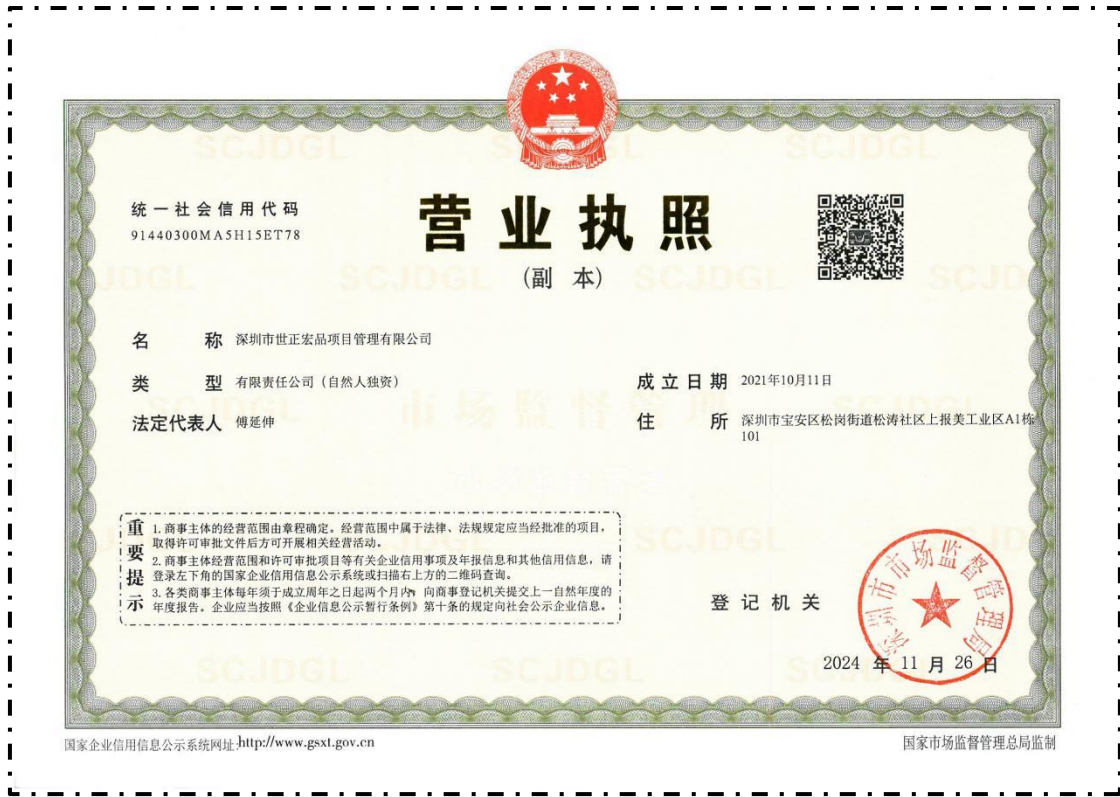 营业执照
(副 本)
统一社会信用代码
91440300MA5H15ET78
名 称 深圳市世正宏品项目管理有限公司
类 型 有限责任公司（自然人独资）
法定代表人 傅延伸
成立日期 2021年10月11日
住 所 深圳市宝安区松岗街道松涛社区上报美工业区A1栋
101
重要提示
1.商事主体的经营范围由章程确定。经营范围中属于法律、法规规定应当经批准的项目，
取得许可审批文件后方可开展相关经营活动。
2.商事主体经营范围和许可审批项目等有关企业信用事项及年报信息和其他信用信息，请
登录左下角的国家企业信用信息公示系统或扫描右上方的二维码查询。
3.各类商事主体每年须于成立周年之日起两个月内，向商事登记机关提交上一自然年度的
年度报告。企业应当按照《企业信息公示暂行条例》第十条的规定向社会公示企业信息。
登记机关
深圳市市场监督管理局
2024 年 11 月 26 日
国家企业信用信息公示系统网址:http://www.gsxt.gov.cn
国家市场监督管理总局监制
SCJDGL
市场监督管理